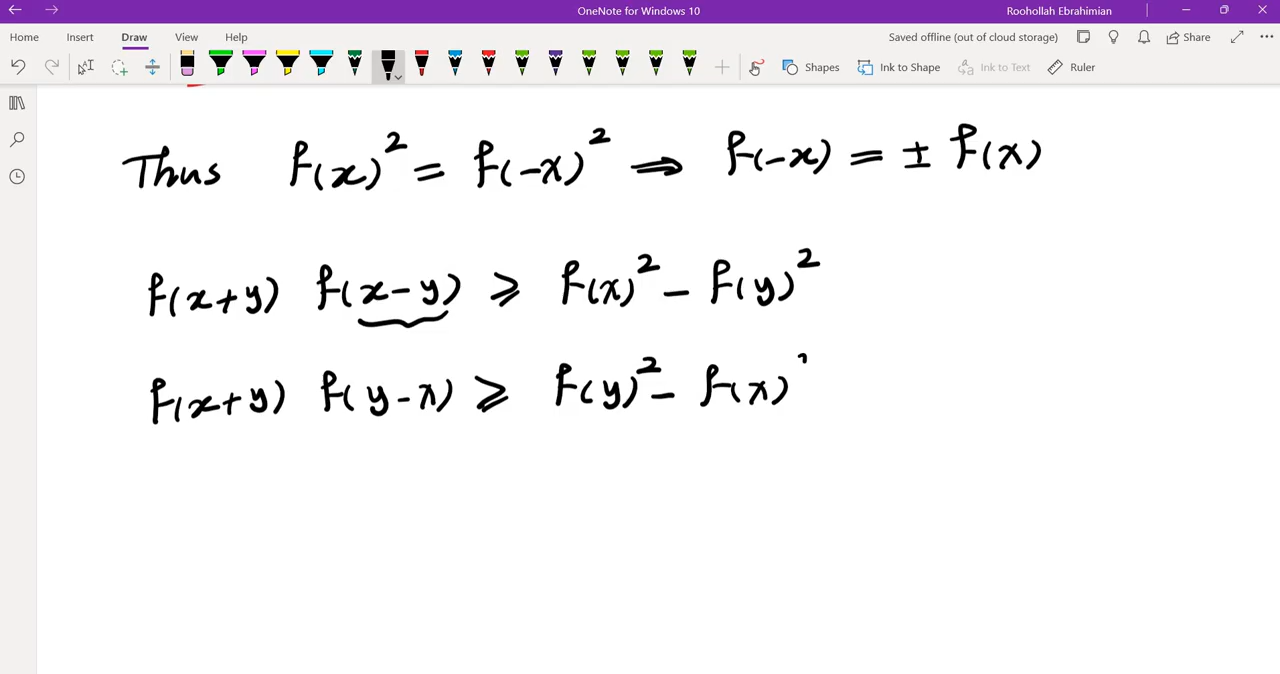 OneNote for Windows 10
Roohollah Ebrahimian
Home Insert Draw View Help
Saved offline (out of cloud storage) Share
Shapes Ink to Shape Ink to Text Ruler
Thus f(x)² = f(-x)² ⟹ f(-x) = ± f(x)
f(x+y) f(x-y) ⩾ f(x)² - f(y)²
f(x+y) f(y-x) ⩾ f(y)² - f(x)